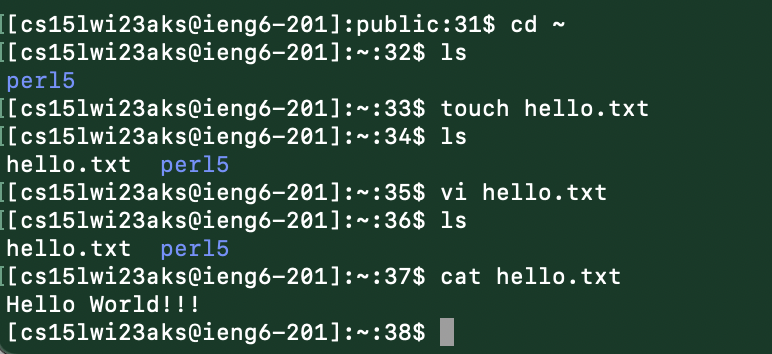 [[cs15lwi23aks@ieng6-201]:public:31$ cd ~
[[cs15lwi23aks@ieng6-201]:~:32$ ls
perl5
[[cs15lwi23aks@ieng6-201]:~:33$ touch hello.txt
[[cs15lwi23aks@ieng6-201]:~:34$ ls
hello.txt  perl5
[[cs15lwi23aks@ieng6-201]:~:35$ vi hello.txt
[[cs15lwi23aks@ieng6-201]:~:36$ ls
hello.txt  perl5
[[cs15lwi23aks@ieng6-201]:~:37$ cat hello.txt
Hello World!!!
[cs15lwi23aks@ieng6-201]:~:38$